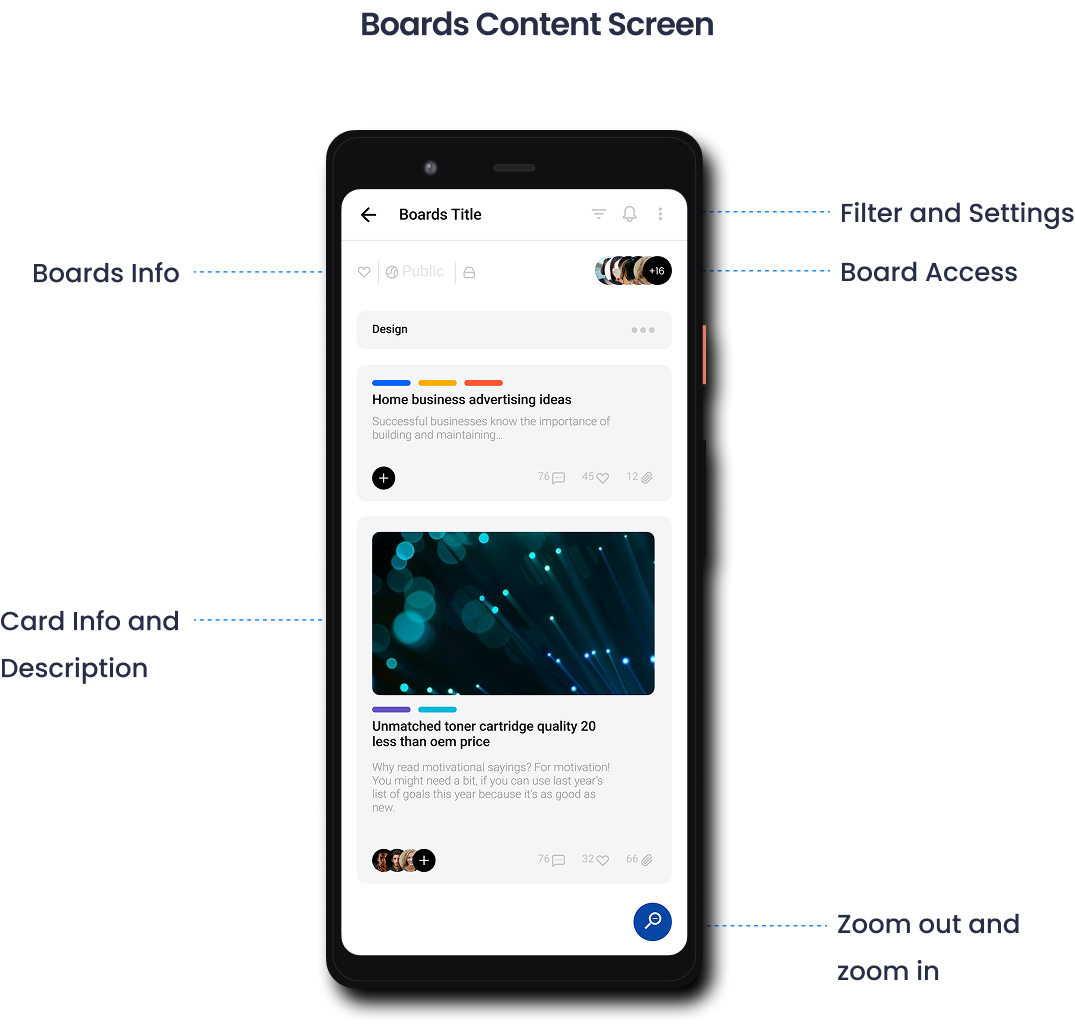 Boards Content Screen
Boards Title
Filter and Settings
Boards Info
Public
+16
Board Access
Design
Home business advertising ideas
Successful businesses know the importance of
building and maintaining...
76
45
12
Card Info and
Description
Unmatched toner cartridge quality 20
less than oem price
Why read motivational sayings? For motivation!
You might need a bit, if you can use last year's
list of goals this year because it's as good as
new.
76
32
66
Zoom out and
zoom in